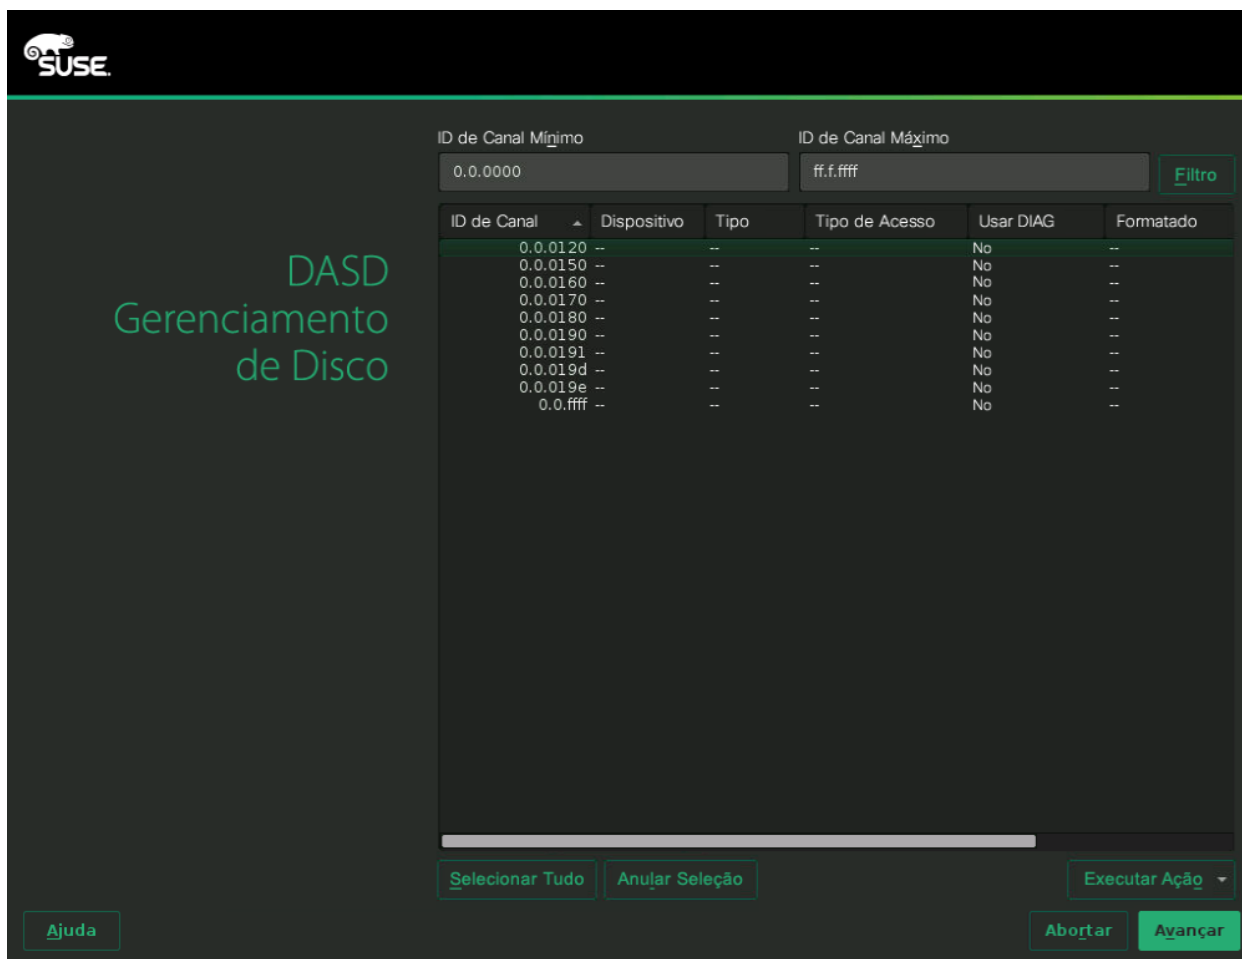 SUSE.
ID de Canal Mínimo ID de Canal Máximo
0.0.0000 ff.f.ffff Filtro
DASD
Gerenciamento
de Disco
ID de Canal Dispositivo Tipo Tipo de Acesso Usar DIAG Formatado
0.0.0120 -- -- -- No --
0.0.0150 -- -- -- No --
0.0.0160 -- -- -- No --
0.0.0170 -- -- -- No --
0.0.0180 -- -- -- No --
0.0.0190 -- -- -- No --
0.0.0191 -- -- -- No --
0.0.019d -- -- -- No --
0.0.019e -- -- -- No --
0.0.ffff -- -- -- No --
Selecionar Tudo Anular Seleção Executar Ação
Ajuda Abortar Avançar